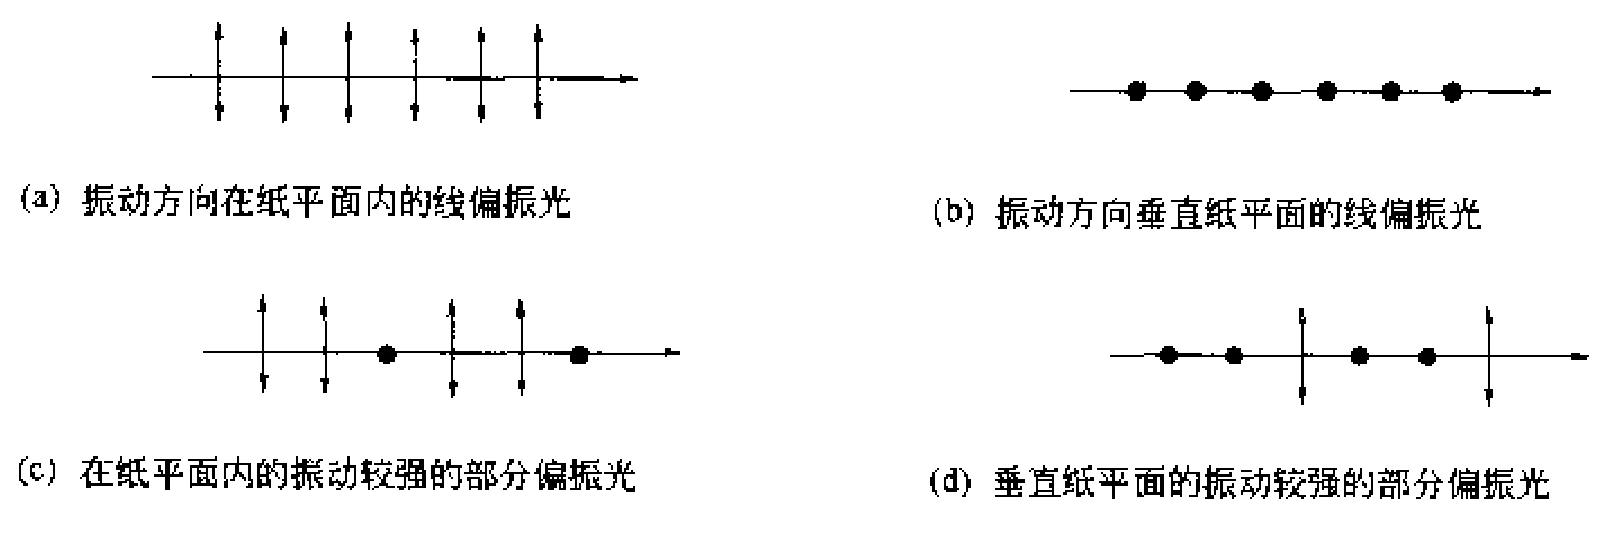 (a) 振动方向在纸平面内的线偏振光
(b) 振动方向垂直纸平面的线偏振光
(c) 在纸平面内的振动较强的部分偏振光
(d) 垂直纸平面的振动较强的部分偏振光